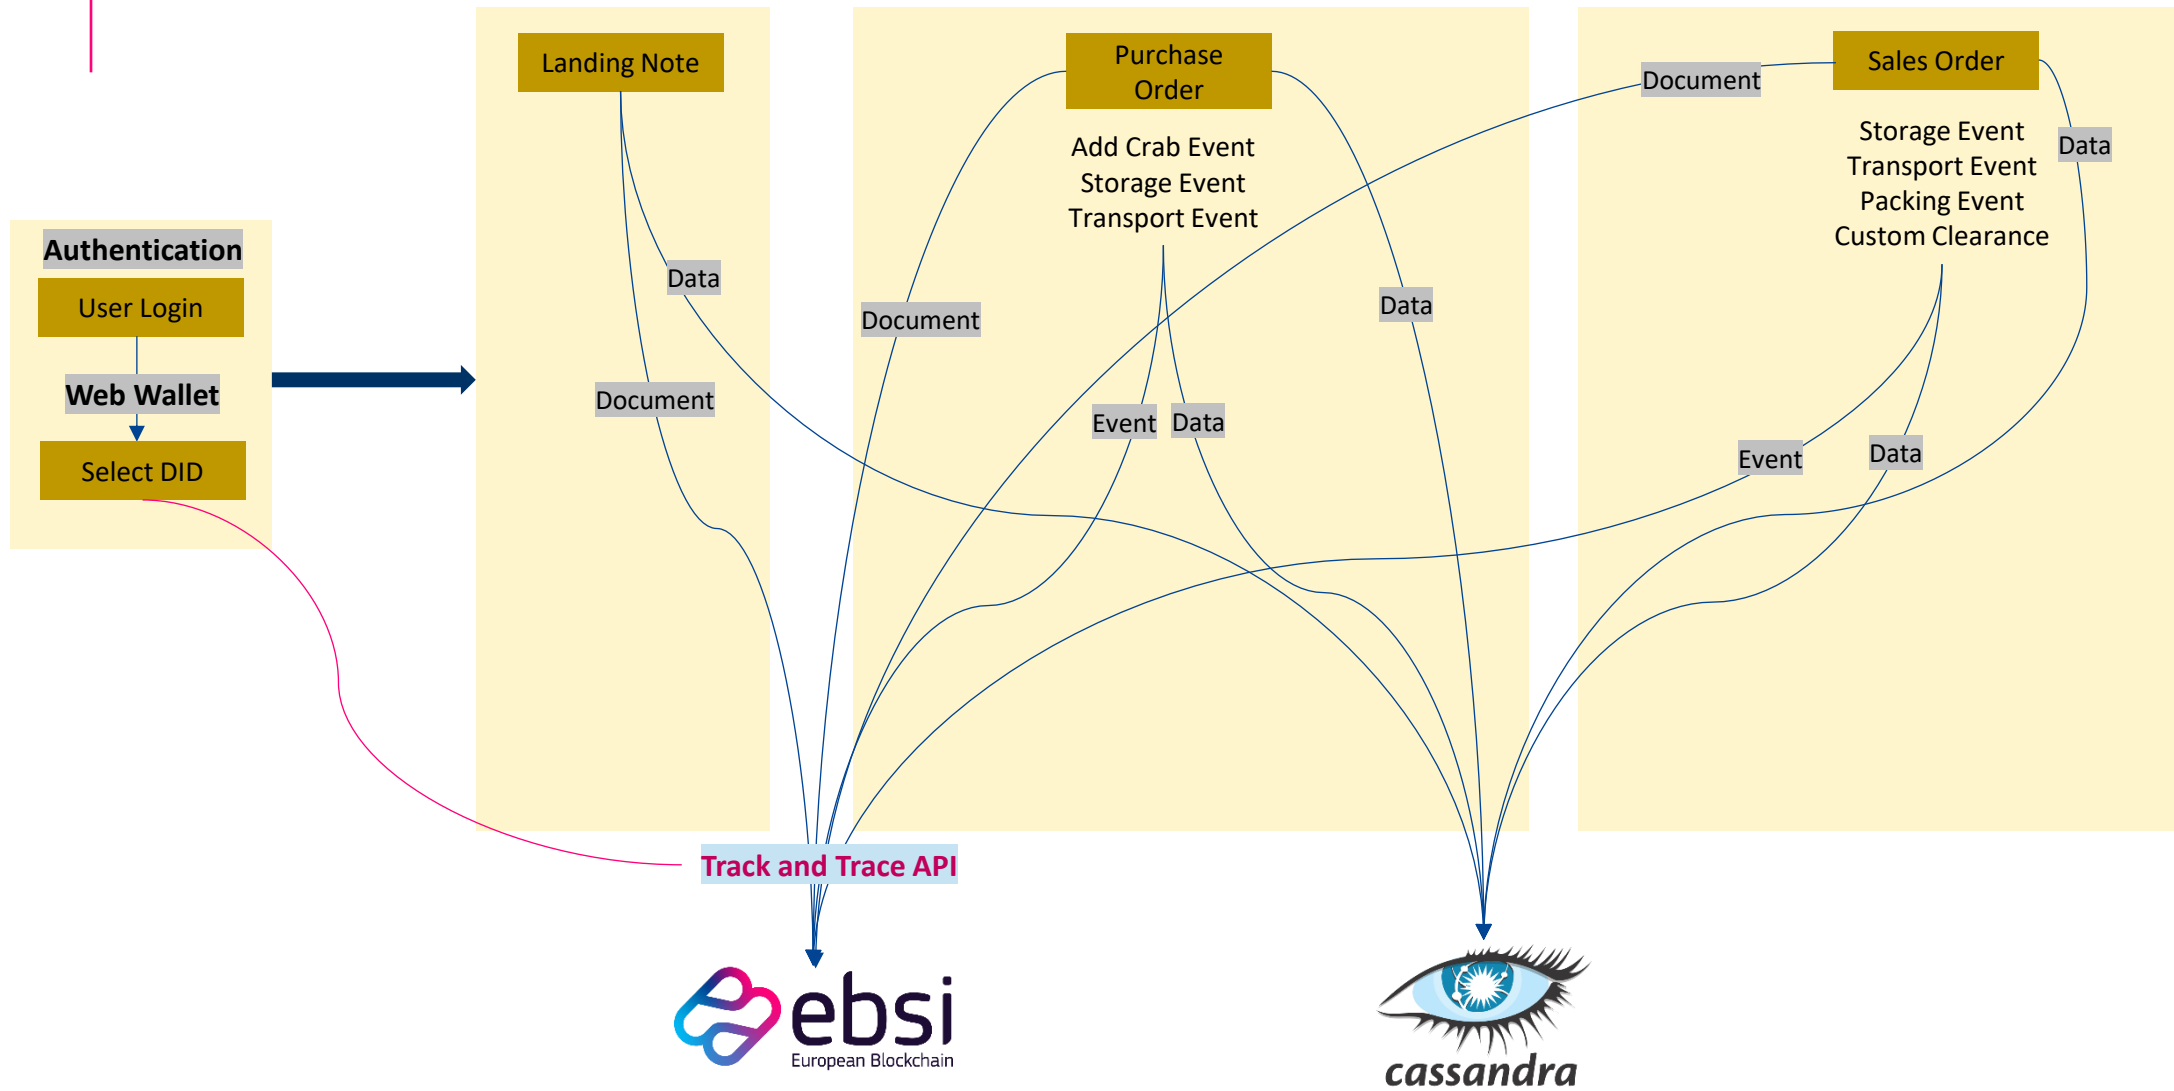 Authentication
User Login
Web Wallet
Select DID
Landing Note
Data
Document
Purchase
Order
Add Crab Event
Storage Event
Transport Event
Document
Data
Event
Data
Sales Order
Document
Data
Storage Event
Transport Event
Packing Event
Custom Clearance
Event
Data
Track and Trace API
ebsi
European Blockchain
cassandra